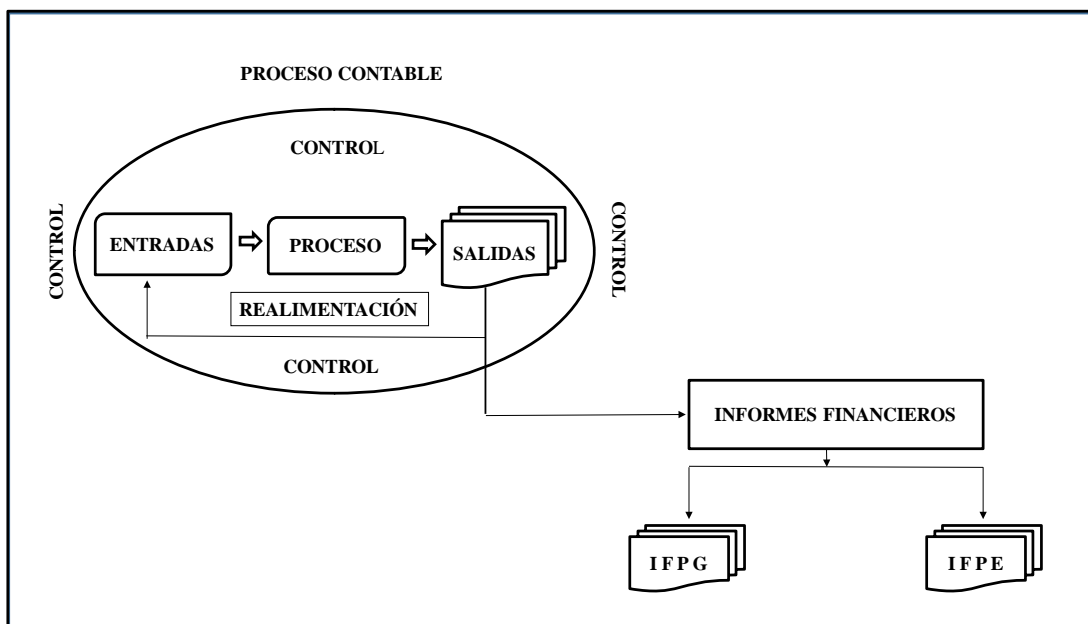 PROCESO CONTABLE
CONTROL
CONTROL
CONTROL
ENTRADAS
PROCESO
SALIDAS
REALIMENTACIÓN
CONTROL
INFORMES FINANCIEROS
I F P G
I F P E